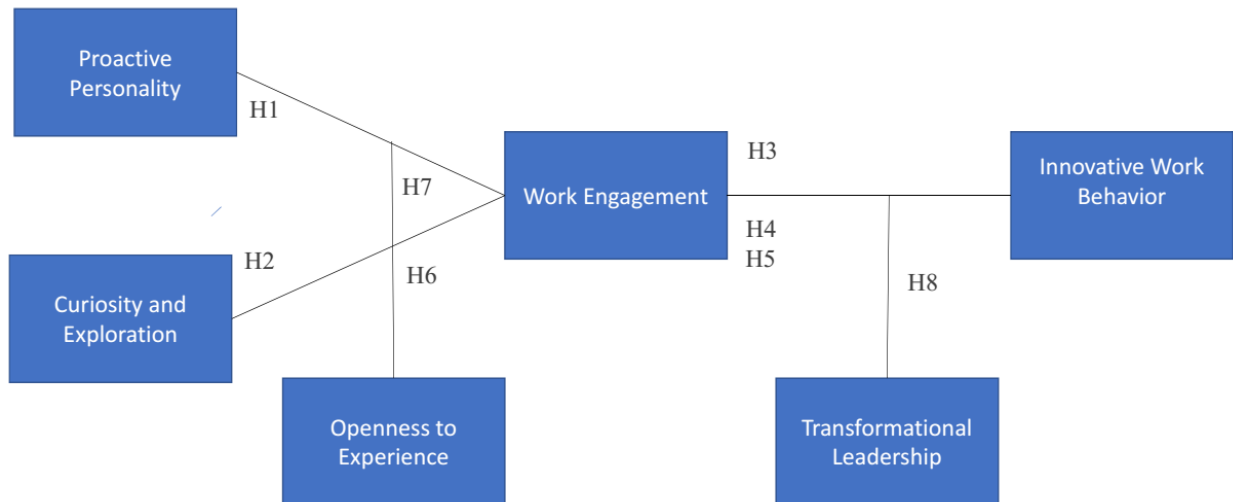 Proactive
Personality
H1
H7
H3
Work Engagement
Innovative Work
Behavior
H4
H5
H2
H6
H8
Curiosity and
Exploration
Openness to
Experience
Transformational
Leadership